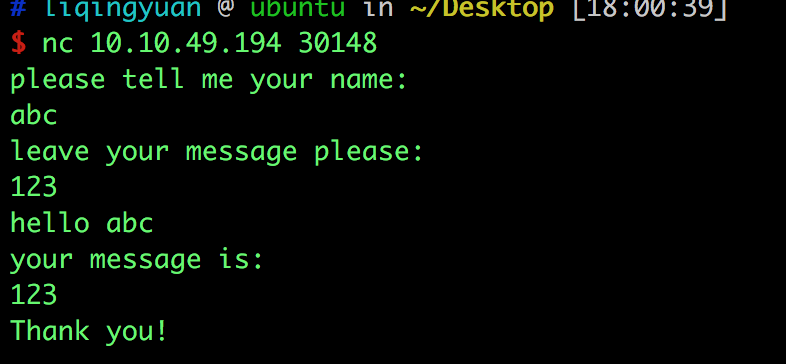 # liqingyuan @ ubuntu in ~/Desktop [18:00:39]
$ nc 10.10.49.194 30148
please tell me your name:
abc
leave your message please:
123
hello abc
your message is:
123
Thank you!